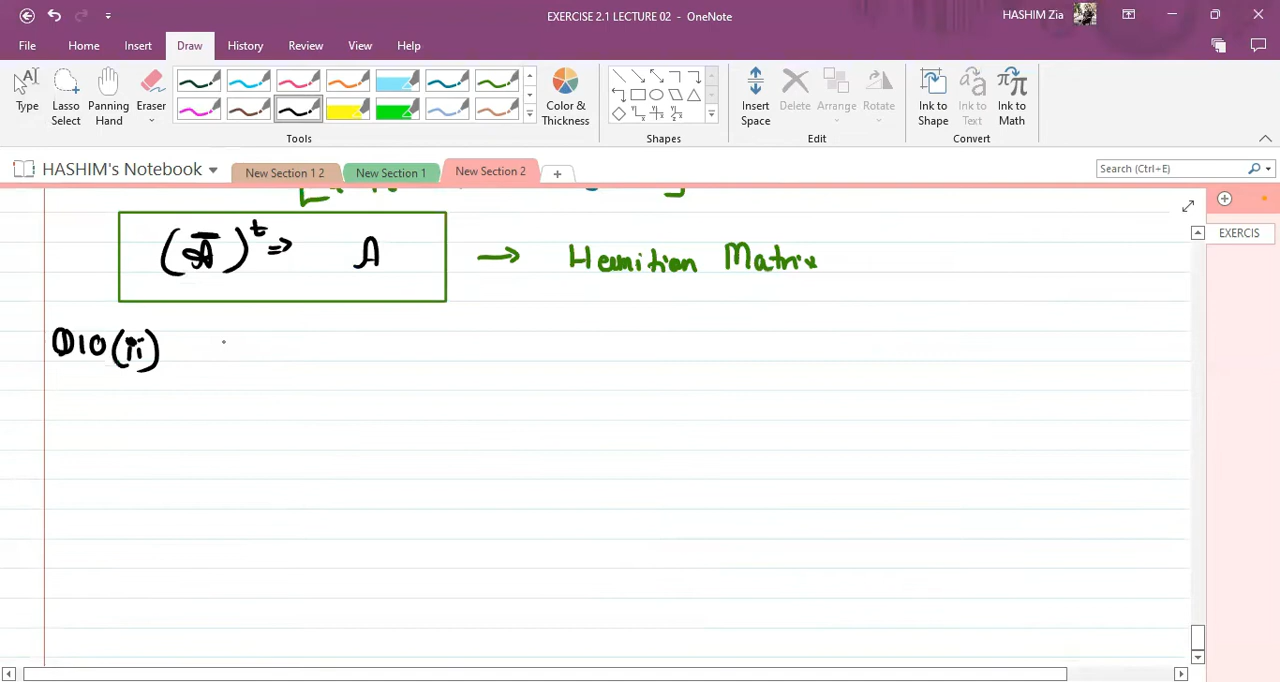 EXERCISE 2.1 LECTURE 02 - OneNote
HASHIM Zia
File Home Insert Draw History Review View Help
Type Lasso Select Panning Hand Eraser Color & Thickness Insert Space Delete Arrange Rotate Ink to Shape Ink to Text Ink to Math
Tools Shapes Edit Convert
HASHIM's Notebook New Section 1 2 New Section 1 New Section 2 Search (Ctrl+E)
EXERCIS
(A̅)^t ⇒ A → Hermitian Matrix
Q10(ii)